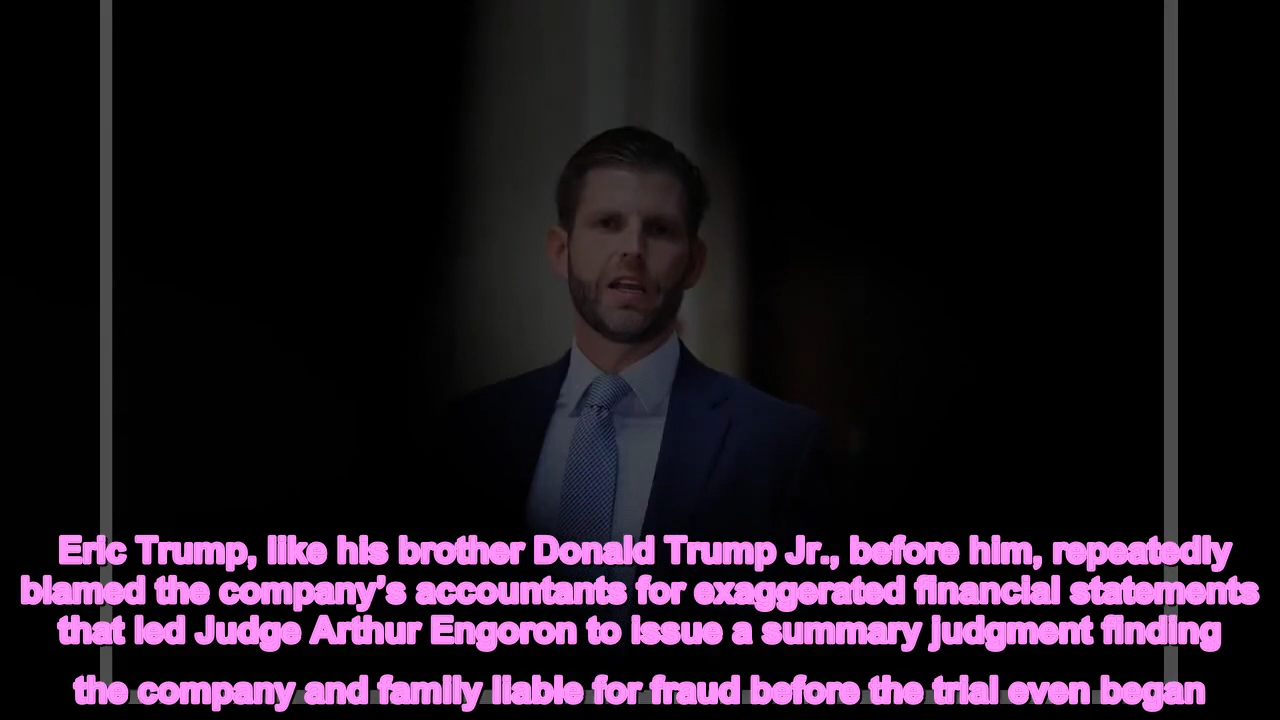 Eric Trump, like his brother Donald Trump Jr., before him, repeatedly
blamed the company's accountants for exaggerated financial statements
that led Judge Arthur Engoron to issue a summary judgment finding
the company and family liable for fraud before the trial even began